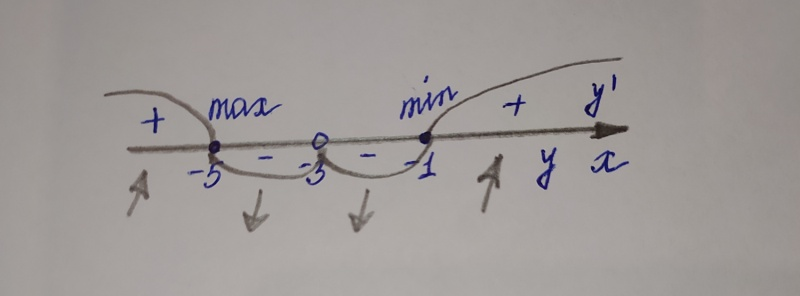 max min
+ + y'
- -
-5 -3 -1 y x